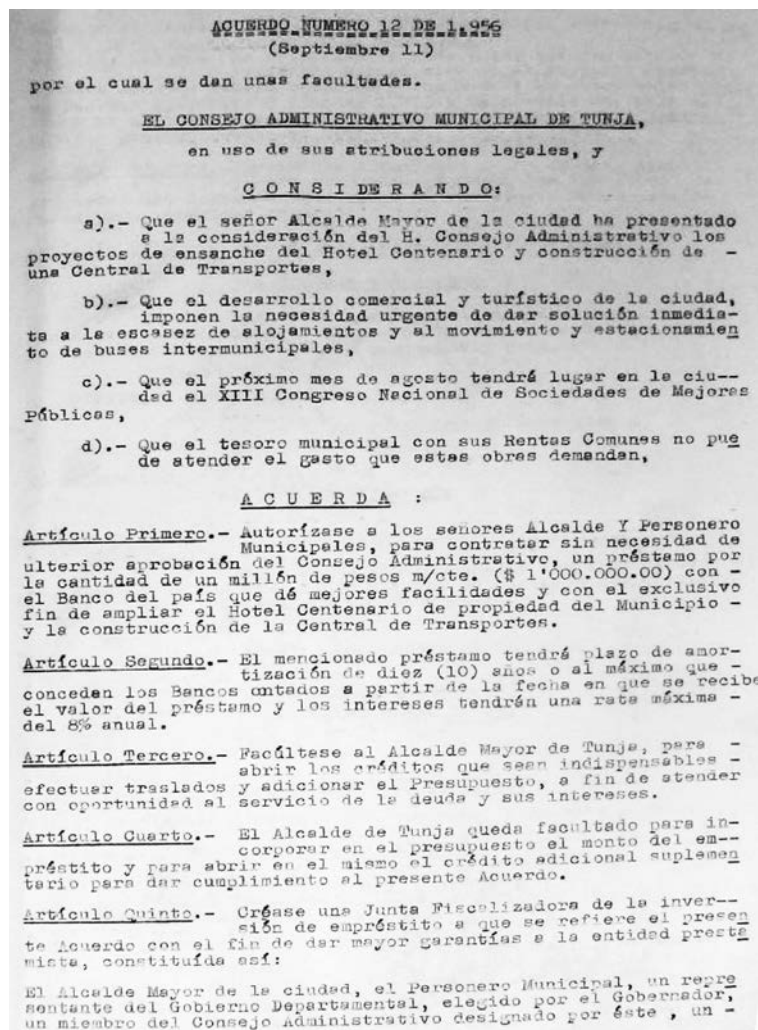 ACUERDO NUMERO 12 DE 1.956
(Septiembre 11)
por el cual se dan unas facultades.
EL CONSEJO ADMINISTRATIVO MUNICIPAL DE TUNJA,
en uso de sus atribuciones legales, y
C O N S I DE R A N D O:
a).- Que el señor Alcalde Mayor de la ciudad ha presentado
a la consideración del H. Consejo Administrativo los
proyectos de ensanche del Hotel Centenario y construcción de -
una Central de Transportes,
b).- Que el desarrollo comercial y turístico de la ciudad,
imponen la necesidad urgente de dar solución inmedia-
ta a la escasez de alojamientos y al movimiento y estacionamien
to de buses intermunicipales,
c).- Que el próximo mes de agosto tendrá lugar en la ciu--
dad el XIII Congreso Nacional de Sociedades de Mejoras
Públicas,
d).- Que el tesoro municipal con sus Rentas Comunes no pue
de atender el gasto que estas obras demandan,
A C U E R D A :
Artículo Primero.- Autorízase a los señores Alcalde Y Personero
Municipales, para contratar sin necesidad de
ulterior aprobación del Consejo Administrativo, un préstamo por
la cantidad de un millón de pesos m/cte. ($ 1'000.000.00) con -
el Banco del país que dé mejores facilidades y con el exclusivo
fin de ampliar el Hotel Centenario de propiedad del Municipio -
y la construcción de la Central de Transportes.
Artículo Segundo.- El mencionado préstamo tendrá plazo de amor-
tización de diez (10) años o al máximo que -
conceden los Bancos ontados a partir de la fecha en que se recibe
el valor del préstamo y los intereses tendrán una rata máxima -
del 8% anual.
Artículo Tercero.- Facúltase al Alcalde Mayor de Tunja, para -
abrir los créditos que sean indispensables -
efectuar traslados y adicionar el Presupuesto, a fin de atender
con oportunidad al servicio de la deuda y sus intereses.
Artículo Cuarto.- El Alcalde de Tunja queda facultado para in-
corporar en el presupuesto el monto del em--
préstito y para abrir en el mismo el crédito adicional suplemen
tario para dar cumplimiento al presente Acuerdo.
Artículo Quinto.- Créase una Junta Fiscalizadora de la inver--
sión de empréstito a que se refiere el presen
te Acuerdo con el fin de dar mayor garantías a la entidad presta
mista, constituída así:
El Alcalde Mayor de la ciudad, el Personero Municipal, un repre
sentante del Gobierno Departamental, elegido por el Gobernador,
un miembro del Consejo Administrativo designado por éste , un -